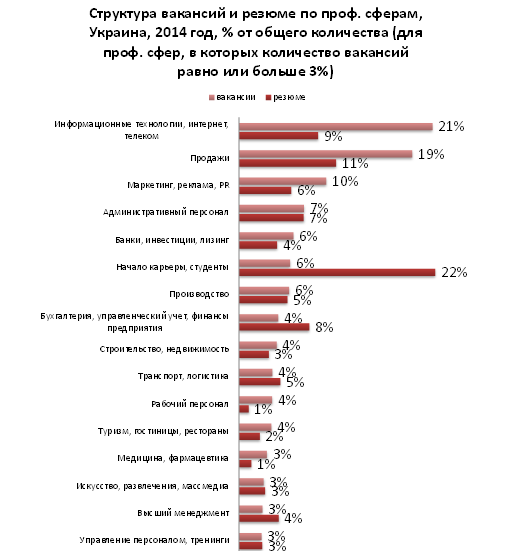 Структура вакансий и резюме по проф. сферам,
Украина, 2014 год, % от общего количества (для
проф. сфер, в которых количество вакансий
равно или больше 3%)
вакансии резюме
Информационные технологии, интернет,
телеком
21%
9%
Продажи
19%
11%
Маркетинг, реклама, PR
10%
6%
Административный персонал
7%
7%
Банки, инвестиции, лизинг
6%
4%
Начало карьеры, студенты
6%
22%
Производство
6%
5%
Бухгалтерия, управленческий учет, финансы
предприятия
4%
8%
Строительство, недвижимость
4%
3%
Транспорт, логистика
4%
5%
Рабочий персонал
4%
1%
Туризм, гостиницы, рестораны
4%
2%
Медицина, фармацевтика
3%
1%
Искусство, развлечения, массмедиа
3%
3%
Высший менеджмент
3%
4%
Управление персоналом, тренинги
3%
3%